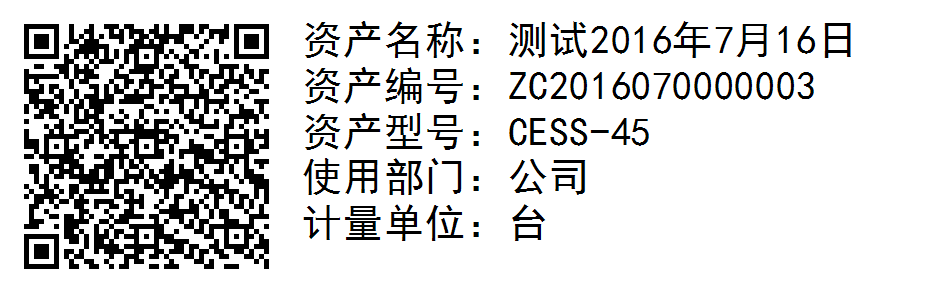 资产名称：测试2016年7月16日
资产编号：ZC2016070000003
资产型号：CESS-45
使用部门：公司
计量单位：台